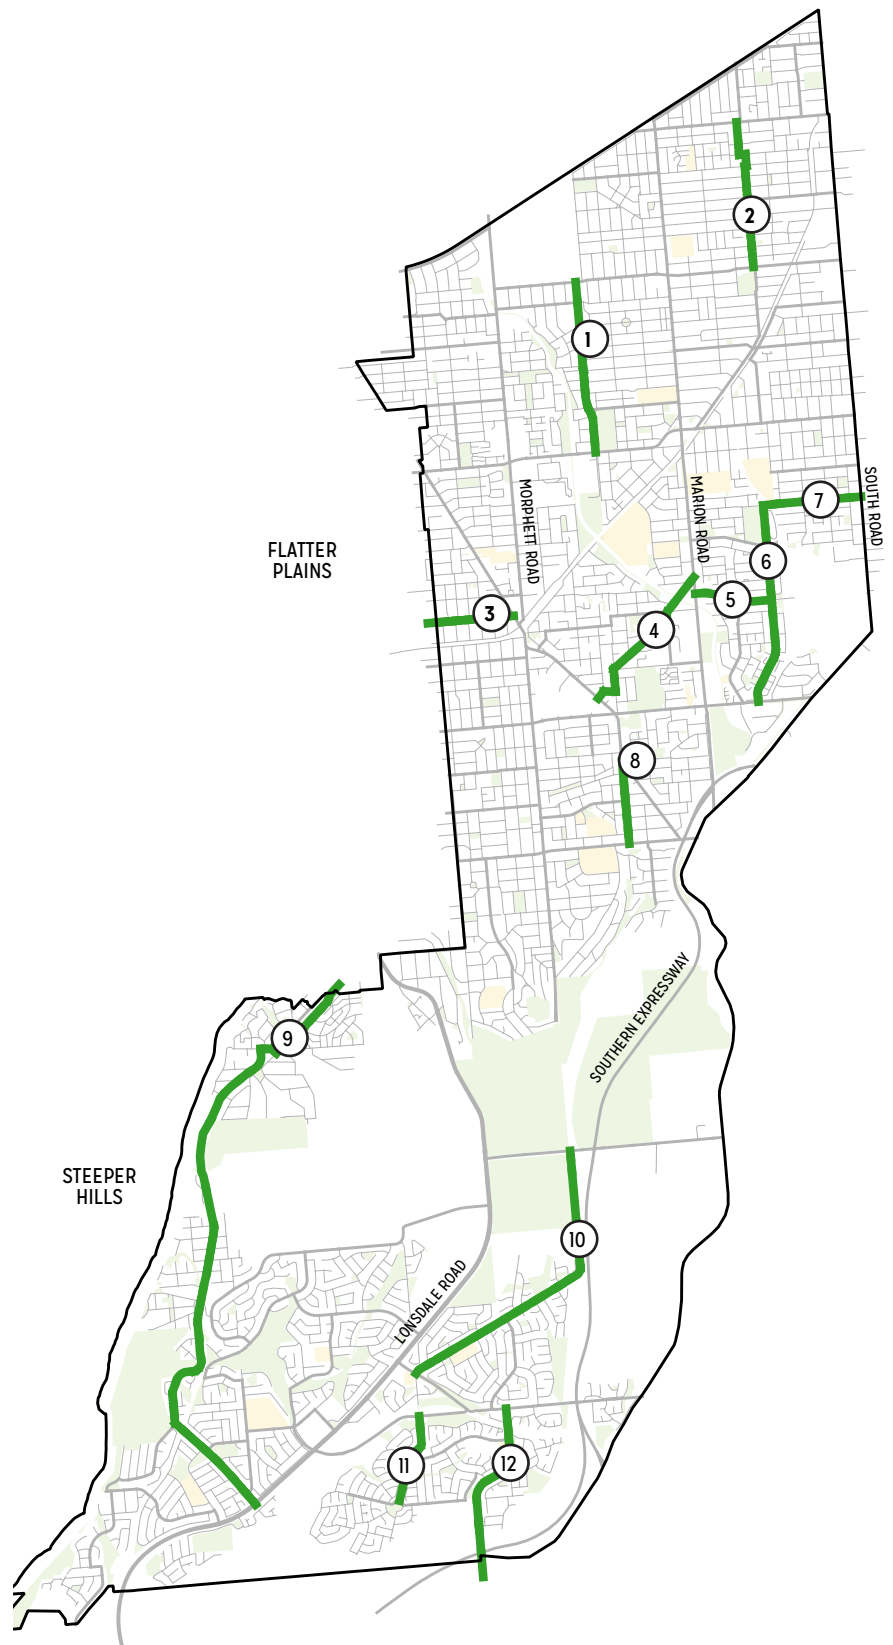 2
1
MORPHETT ROAD
MARION ROAD
SOUTH ROAD
7
FLATTER
PLAINS
6
5
3
4
8
SOUTHERN EXPRESSWAY
9
STEEPER
HILLS
10
LONSDALE ROAD
11
12